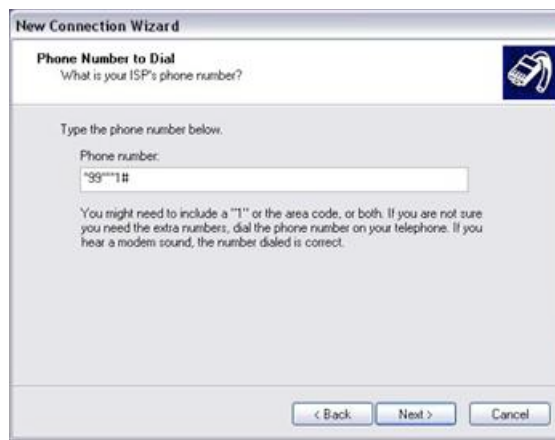 New Connection Wizard
Phone Number to Dial
What is your ISP's phone number?
Type the phone number below.
Phone number:
*99***1#
You might need to include a "1" or the area code, or both. If you are not sure
you need the extra numbers, dial the phone number on your telephone. If you
hear a modem sound, the number dialed is correct.
< Back
Next >
Cancel